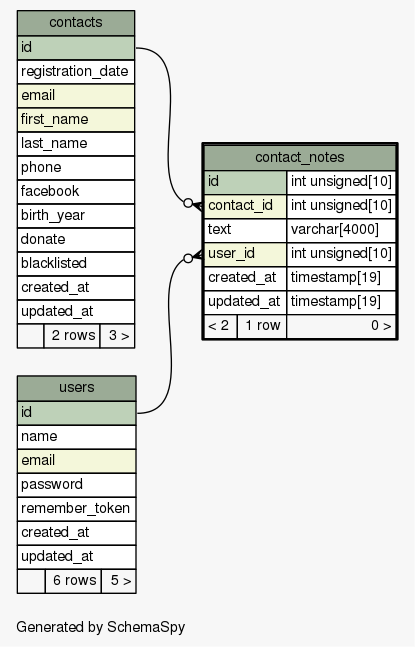 contacts
id
registration_date
email
first_name
last_name
phone
facebook
birth_year
donate
blacklisted
created_at
updated_at
2 rows 3 >
contact_notes
id int unsigned[10]
contact_id int unsigned[10]
text varchar[4000]
user_id int unsigned[10]
created_at timestamp[19]
updated_at timestamp[19]
< 2 1 row 0 >
users
id
name
email
password
remember_token
created_at
updated_at
6 rows 5 >
Generated by SchemaSpy